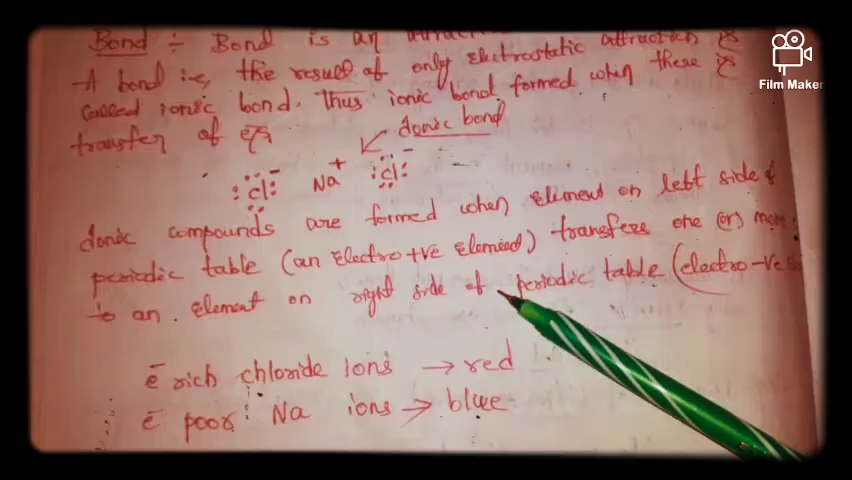 Bond ÷ Bond is an
-A bond i-e, the result of only electrostatic attraction is
called ionic bond. Thus ionic bond formed when there is
transfer of e⁻s
Ionic bond
Cl⁻ Na⁺ Cl⁻
Ionic compounds are formed when element on left side of
periodic table (an electro +ve element) transfers one (or) more
to an element on right side of periodic table (electro -ve
e⁻ rich chloride ions → red
e⁻ poor Na ions → blue
Film Maker